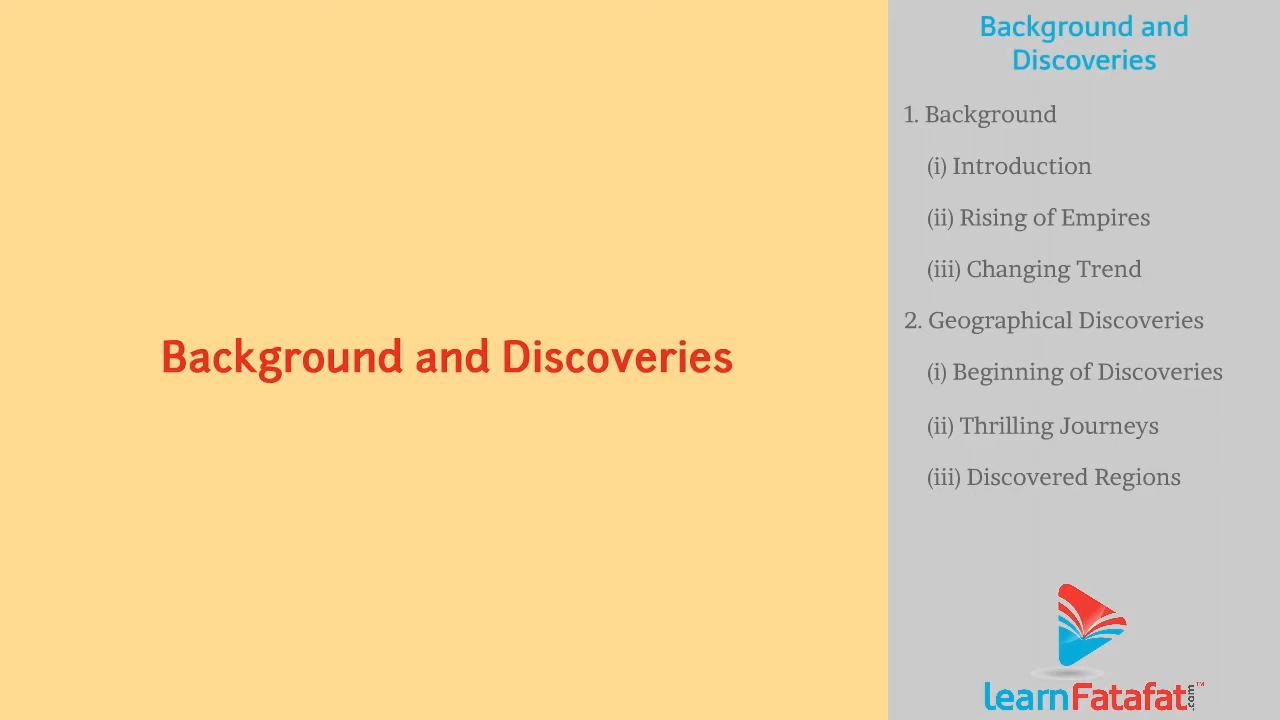 Background and Discoveries
Background and
Discoveries
1. Background
(i) Introduction
(ii) Rising of Empires
(iii) Changing Trend
2. Geographical Discoveries
(i) Beginning of Discoveries
(ii) Thrilling Journeys
(iii) Discovered Regions
learnFatafat.com™